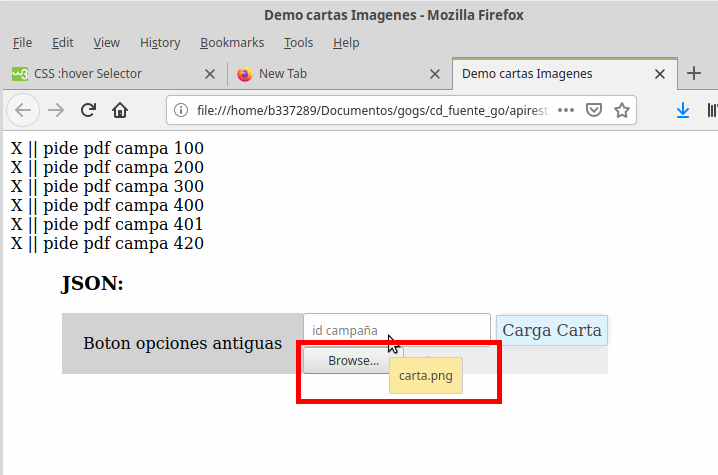 Demo cartas Imagenes - Mozilla Firefox
File Edit View History Bookmarks Tools Help
CSS :hover Selector New Tab Demo cartas Imagenes
file:///home/b337289/Documentos/gogs/cd_fuente_go/apirest
X || pide pdf campa 100
X || pide pdf campa 200
X || pide pdf campa 300
X || pide pdf campa 400
X || pide pdf campa 401
X || pide pdf campa 420
JSON:
id campaña Carga Carta
Boton opciones antiguas
Browse...
carta.png